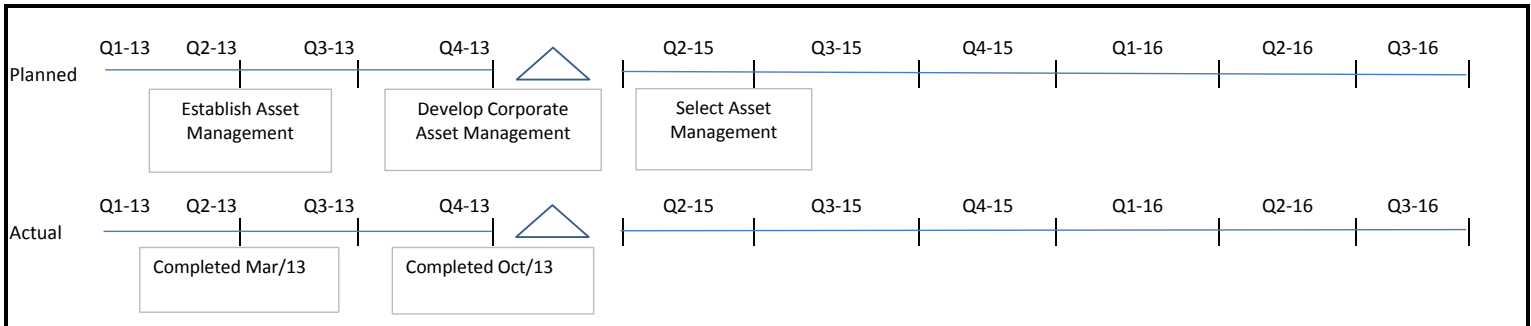 Q1-13 Q2-13 Q3-13 Q4-13 Q2-15 Q3-15 Q4-15 Q1-16 Q2-16 Q3-16
Planned
Establish Asset
Management
Develop Corporate
Asset Management
Select Asset
Management
Q1-13 Q2-13 Q3-13 Q4-13 Q2-15 Q3-15 Q4-15 Q1-16 Q2-16 Q3-16
Actual
Completed Mar/13
Completed Oct/13